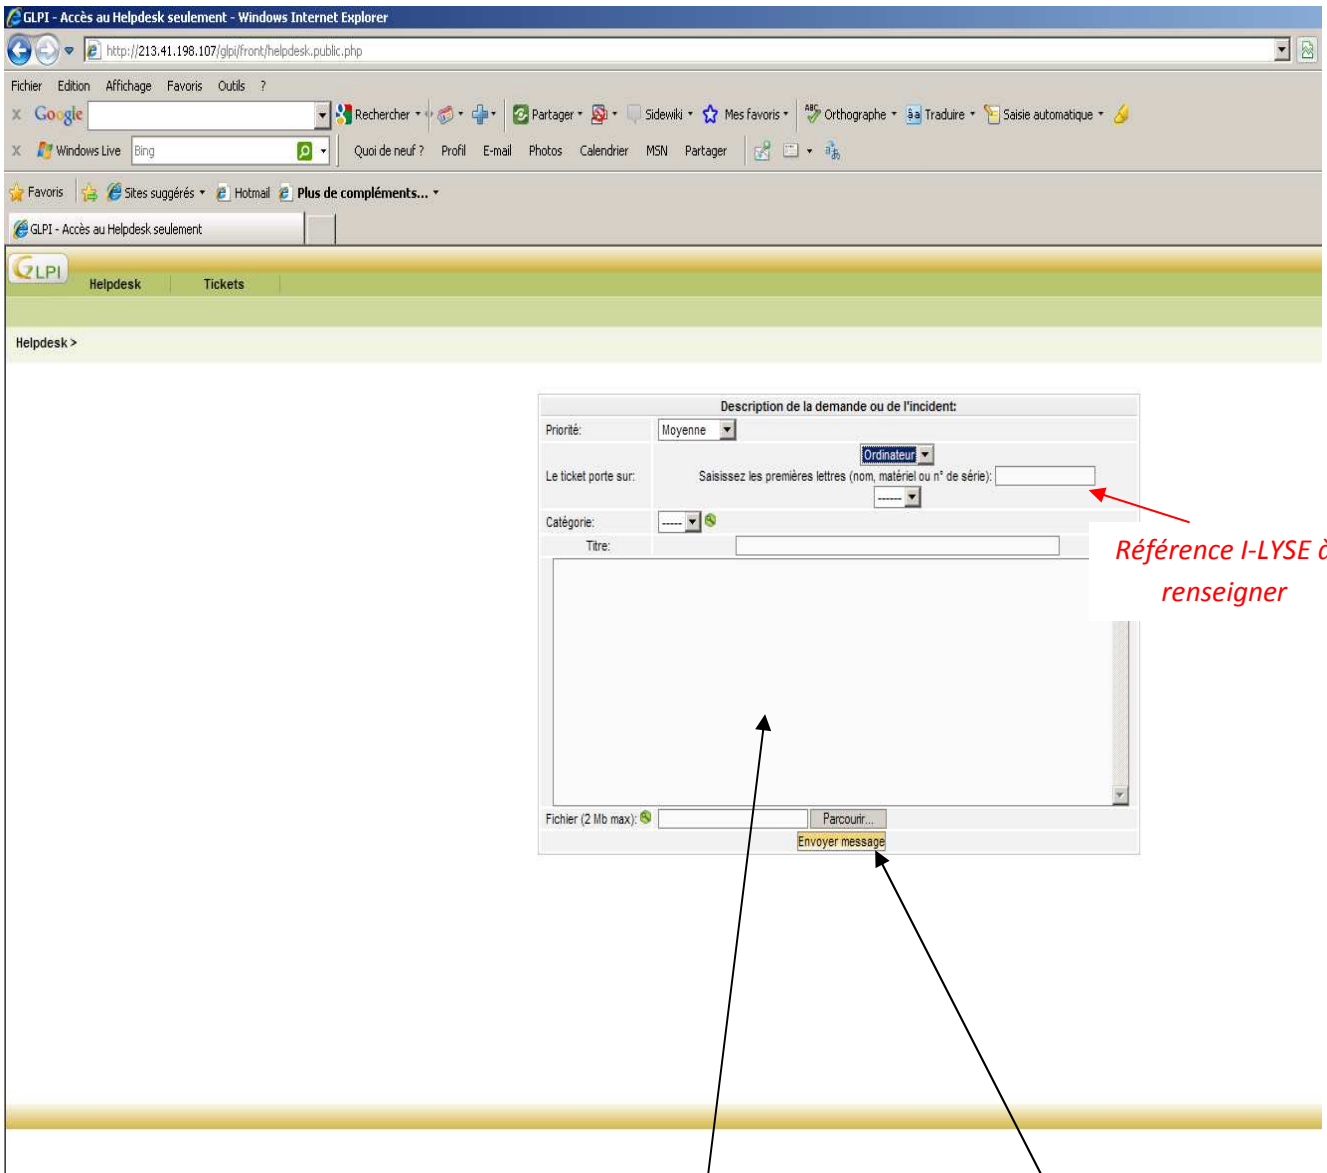 GLPI - Accès au Helpdesk seulement - Windows Internet Explorer
http://213.41.198.107/glpi/front/helpdesk.public.php
Fichier Edition Affichage Favoris Outils ?
x Google Rechercher Partager Sidewiki Mes favoris ABC Orthographe âa Traduire Saisie automatique
X Windows Live Bing Quoi de neuf ? Profil E-mail Photos Calendrier MSN Partager
Favoris Sites suggérés Hotmail Plus de compléments...
GLPI - Accès au Helpdesk seulement
GLPI
Helpdesk Tickets
Helpdesk >
Description de la demande ou de l'incident:
Priorité: Moyenne
Ordinateur
Le ticket porte sur: Saisissez les premières lettres (nom, matériel ou n° de série):
------
Catégorie: -----
Titre:
Référence I-LYSE à
renseigner
Fichier (2 Mb max): Parcourir...
Envoyer message